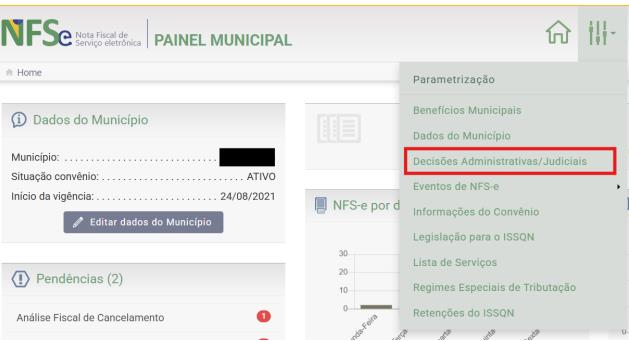 NFSe Nota Fiscal de
Serviço eletrônica
PAINEL MUNICIPAL
Home
Dados do Município
Município:
Situação convênio: ATIVO
Início da vigência: 24/08/2021
Editar dados do Município
Pendências (2)
Análise Fiscal de Cancelamento 1
NFS-e por d
30
20
10
0
Parametrização
Benefícios Municipais
Dados do Município
Decisões Administrativas/Judiciais
Eventos de NFS-e
Informações do Convênio
Legislação para o ISSQN
Lista de Serviços
Regimes Especiais de Tributação
Retenções do ISSQN